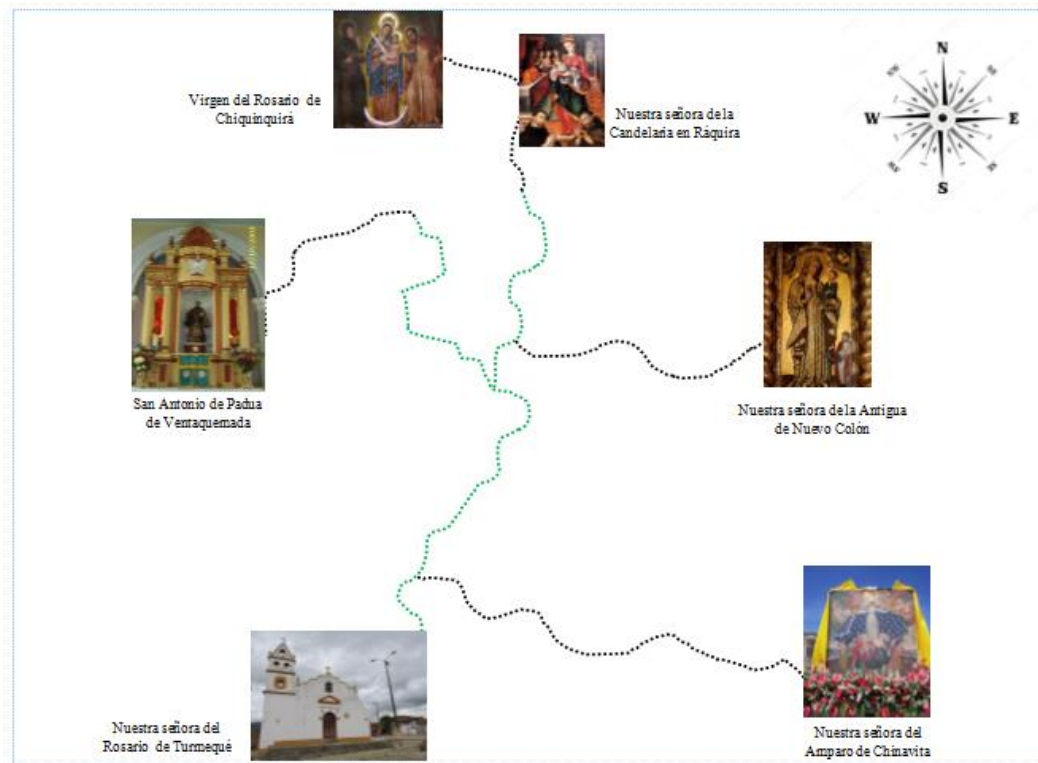 Virgen del Rosario de
Chiquinquirá
Nuestra señora de la
Candelaria en Ráquira
N
W
E
S
San Antonio de Padua
de Ventaquemada
Nuestra señora de la Antigua
de Nuevo Colón
Nuestra señora del
Rosario de Turmequé
Nuestra señora del
Amparo de Chinavita